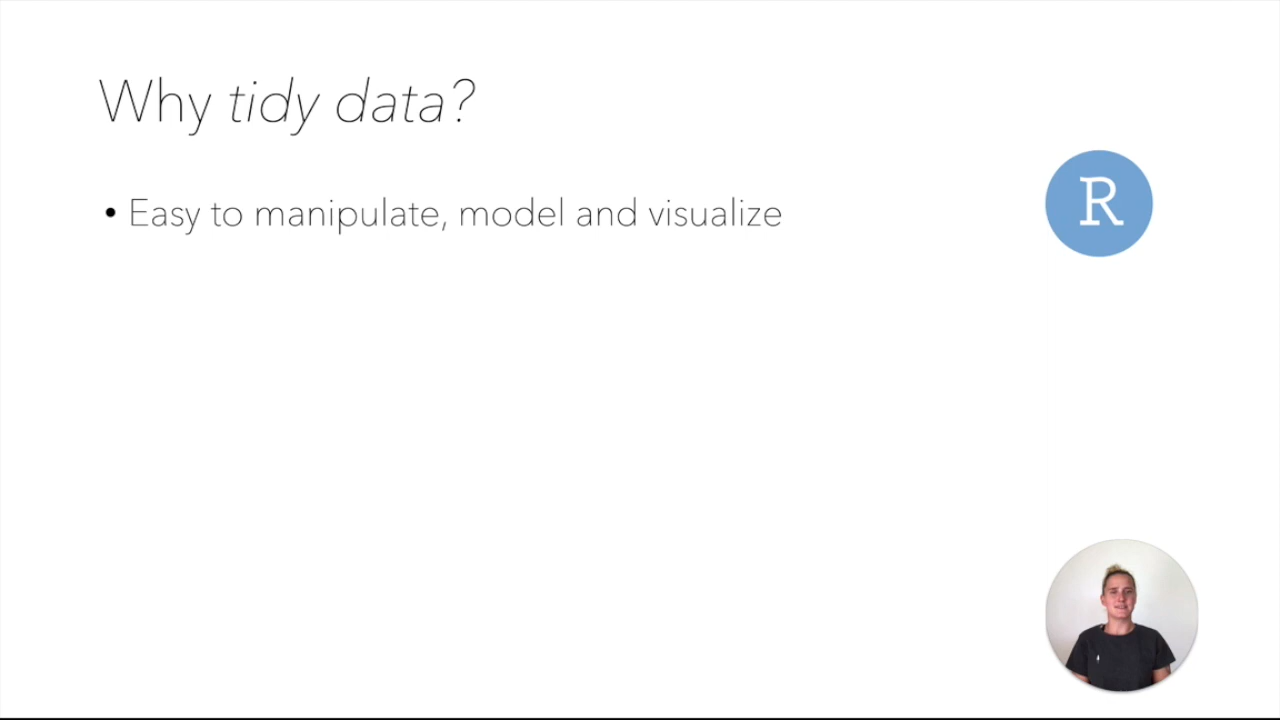 Why tidy data?
• Easy to manipulate, model and visualize
R